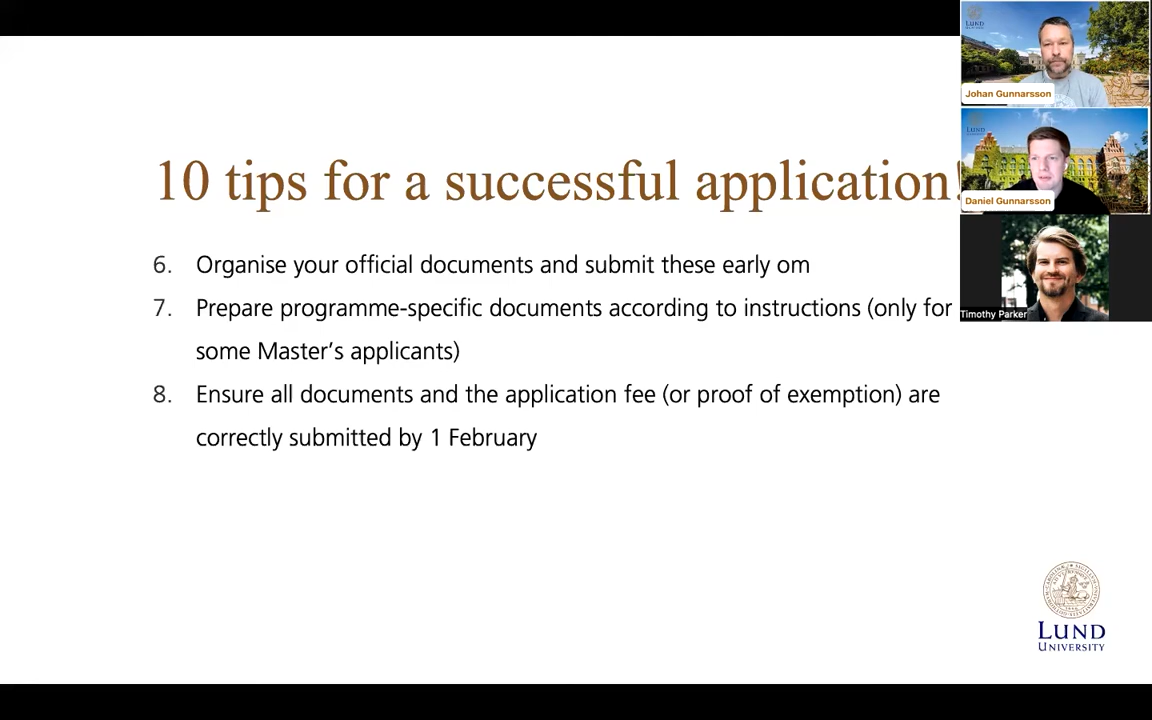 LUND
Johan Gunnarsson
LUND
Daniel Gunnarsson
Timothy Parker
10 tips for a successful application!
6. Organise your official documents and submit these early om
7. Prepare programme-specific documents according to instructions (only for
some Master's applicants)
8. Ensure all documents and the application fee (or proof of exemption) are
correctly submitted by 1 February
LUND
UNIVERSITY